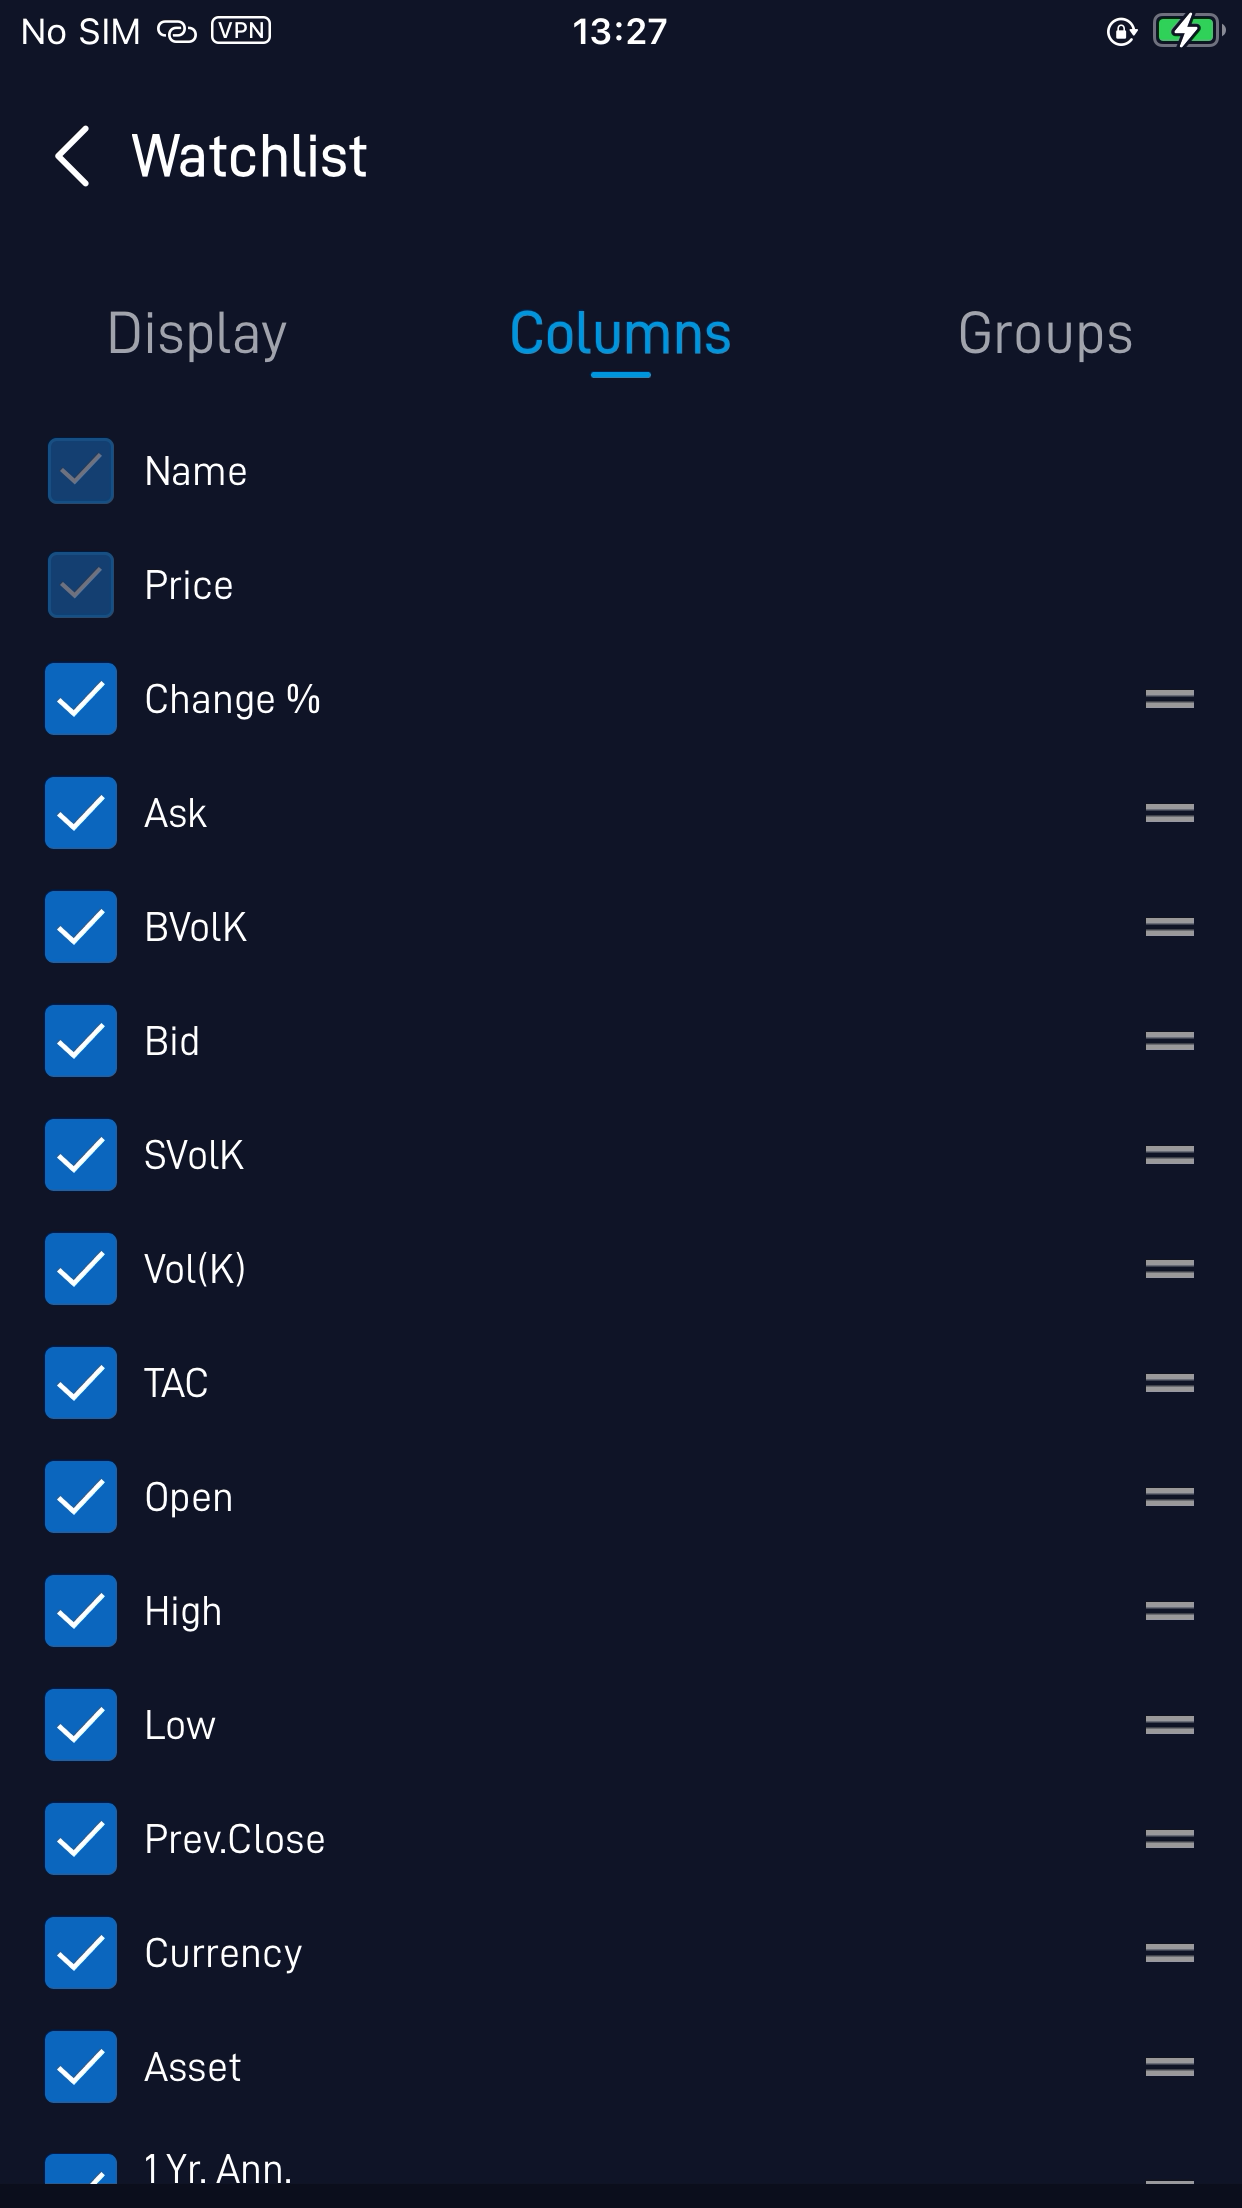 No SIM VPN 13:27
Watchlist
Display Columns Groups
Name
Price
Change %
Ask
BVolK
Bid
SVolK
Vol(K)
TAC
Open
High
Low
Prev.Close
Currency
Asset
1 Yr. Ann.